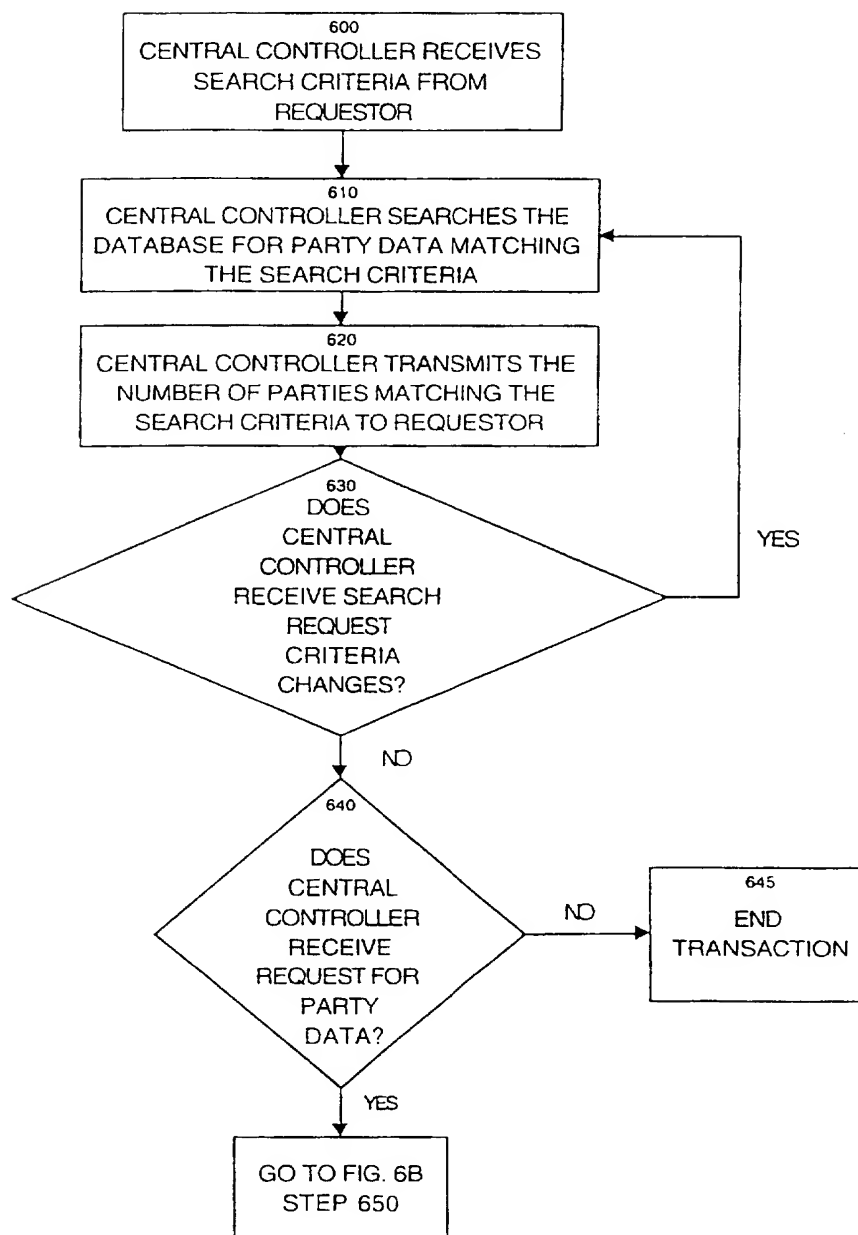 600
CENTRAL CONTROLLER RECEIVES
SEARCH CRITERIA FROM
REQUESTOR
610
CENTRAL CONTROLLER SEARCHES THE
DATABASE FOR PARTY DATA MATCHING
THE SEARCH CRITERIA
620
CENTRAL CONTROLLER TRANSMITS THE
NUMBER OF PARTIES MATCHING THE
SEARCH CRITERIA TO REQUESTOR
630
DOES
CENTRAL
CONTROLLER
RECEIVE SEARCH
REQUEST
CRITERIA
CHANGES?
YES
NO
640
DOES
CENTRAL
CONTROLLER
RECEIVE
REQUEST FOR
PARTY
DATA?
NO
645
END
TRANSACTION
YES
GO TO FIG. 6B
STEP 650